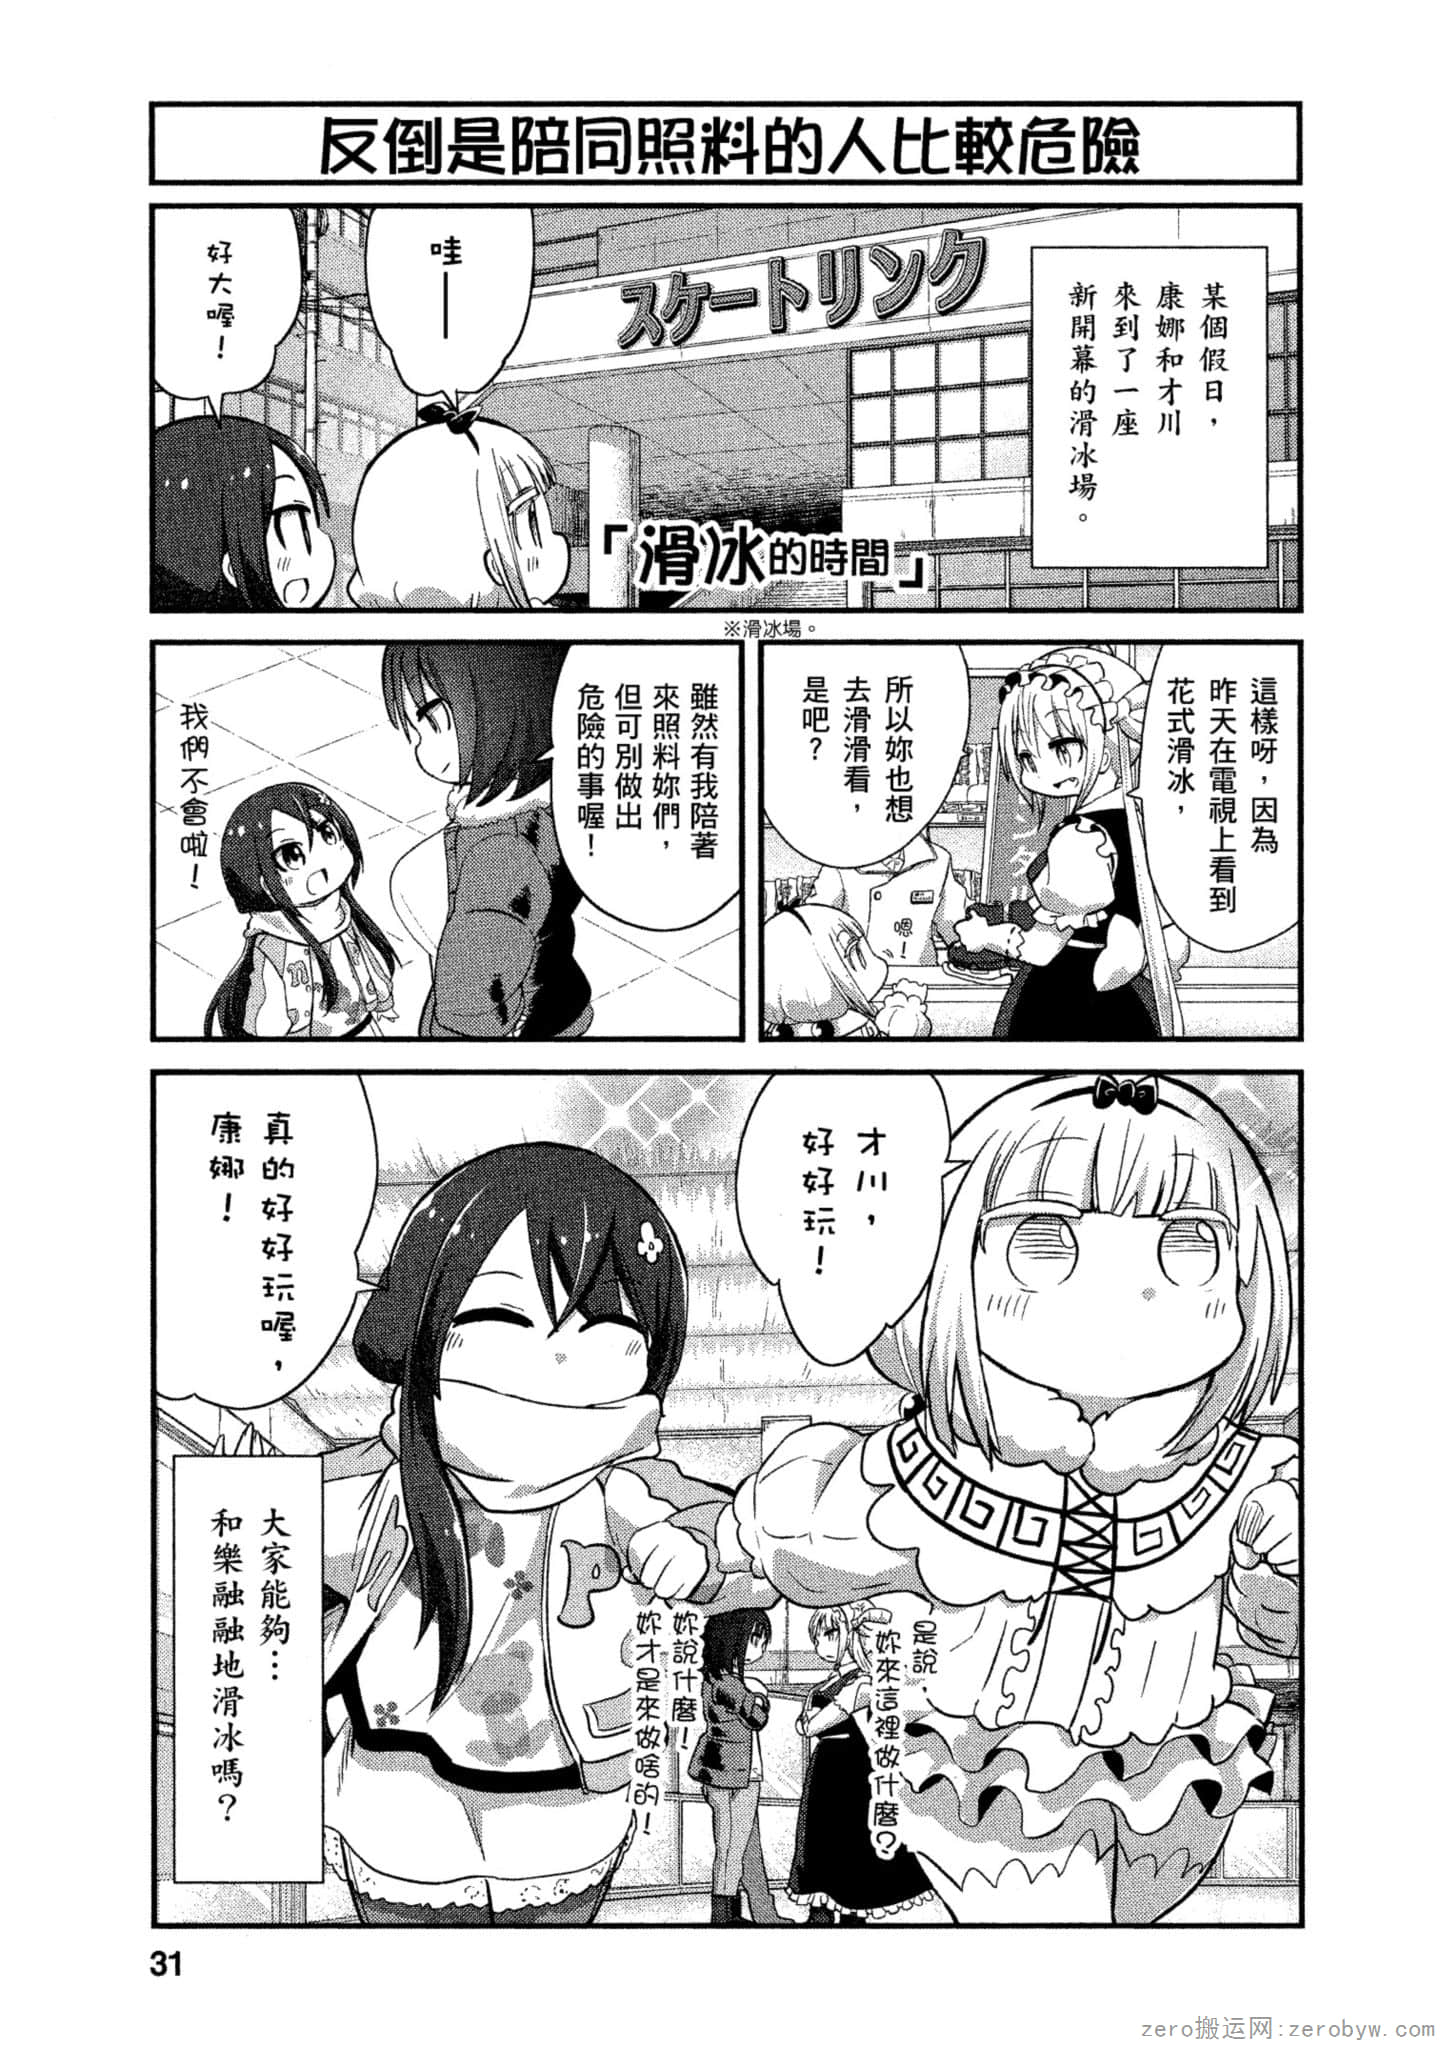 反倒是陪同照料的人比較危險
某個假日，
康娜和才川
來到了一座
新開幕的滑冰場。
スケートリンク
哇——
好大喔！
「滑冰的時間」
※滑冰場。
這樣呀，因為
昨天在電視上看到
花式滑冰，
所以妳也想
去滑滑看，
是吧？
嗯！
雖然有我陪著
來照料妳們，
但可別做出
危險的事喔！
我們不會啦！
才川，
好好玩！
真的好好玩喔，
康娜！
P
是說，
妳來這裡做什麼？
妳說什麼！
妳才是來做啥的！
大家能夠…
和樂融融地滑冰嗎？
31
zero搬运网:zerobyw.com